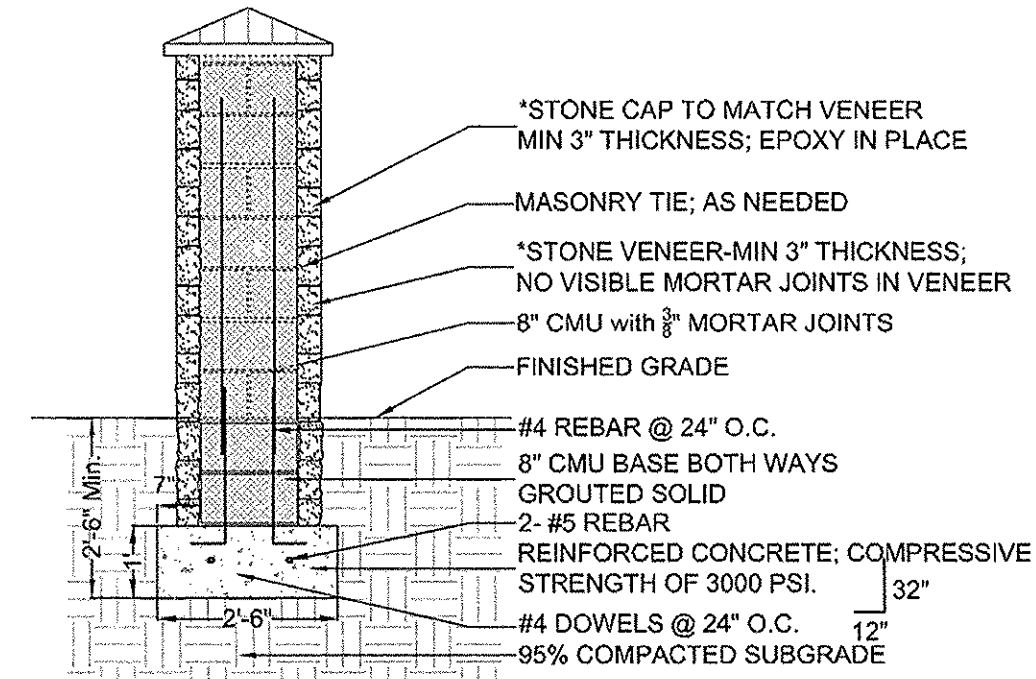 *STONE CAP TO MATCH VENEER
MIN 3" THICKNESS; EPOXY IN PLACE
MASONRY TIE; AS NEEDED
*STONE VENEER-MIN 3" THICKNESS;
NO VISIBLE MORTAR JOINTS IN VENEER
8" CMU with 3/8" MORTAR JOINTS
FINISHED GRADE
#4 REBAR @ 24" O.C.
8" CMU BASE BOTH WAYS
GROUTED SOLID
2- #5 REBAR
REINFORCED CONCRETE; COMPRESSIVE
STRENGTH OF 3000 PSI.
32"
#4 DOWELS @ 24" O.C.
12"
95% COMPACTED SUBGRADE
2'-6" Min.
7"
1'
2'-6"